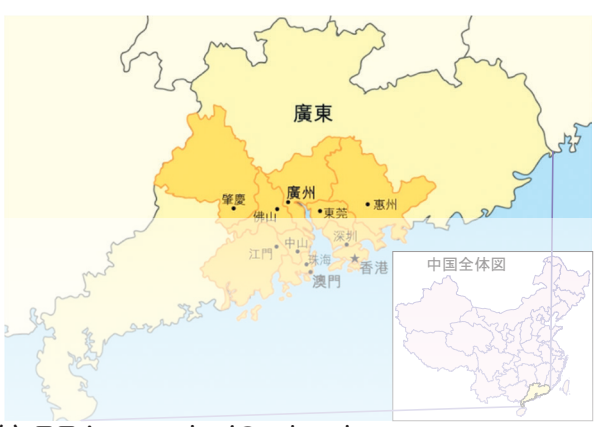 廣東
肇慶
廣州
佛山
東莞
惠州
江門
中山
深圳
珠海
香港
澳門
中国全体図